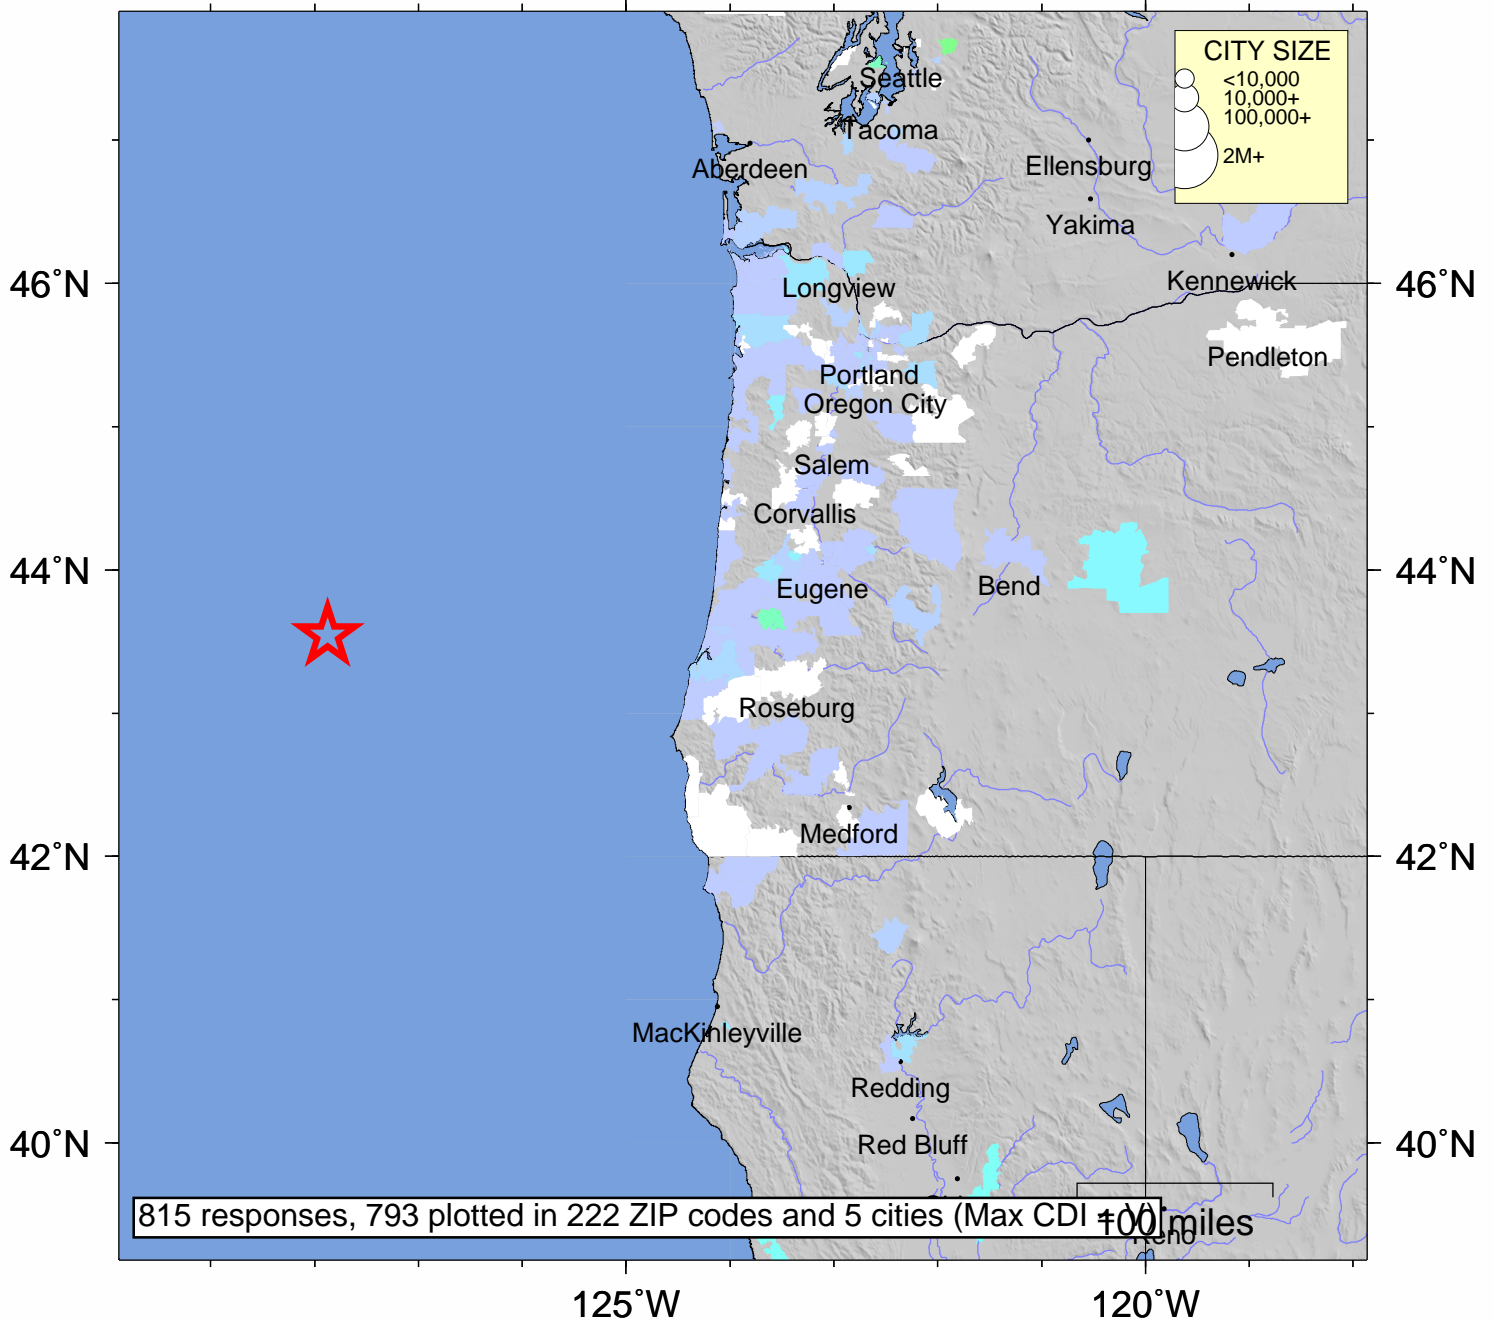 CITY SIZE
<10,000
10,000+
100,000+
2M+
Seattle
Tacoma
Aberdeen
Ellensburg
Yakima
46°N
Kennewick
46°N
Longview
Pendleton
Portland
Oregon City
Salem
Corvallis
44°N
Eugene
Bend
44°N
Roseburg
42°N
Medford
42°N
MacKinleyville
Redding
40°N
Red Bluff
40°N
815 responses, 793 plotted in 222 ZIP codes and 5 cities (Max CDI = V)
100 miles
Reno
125°W
120°W